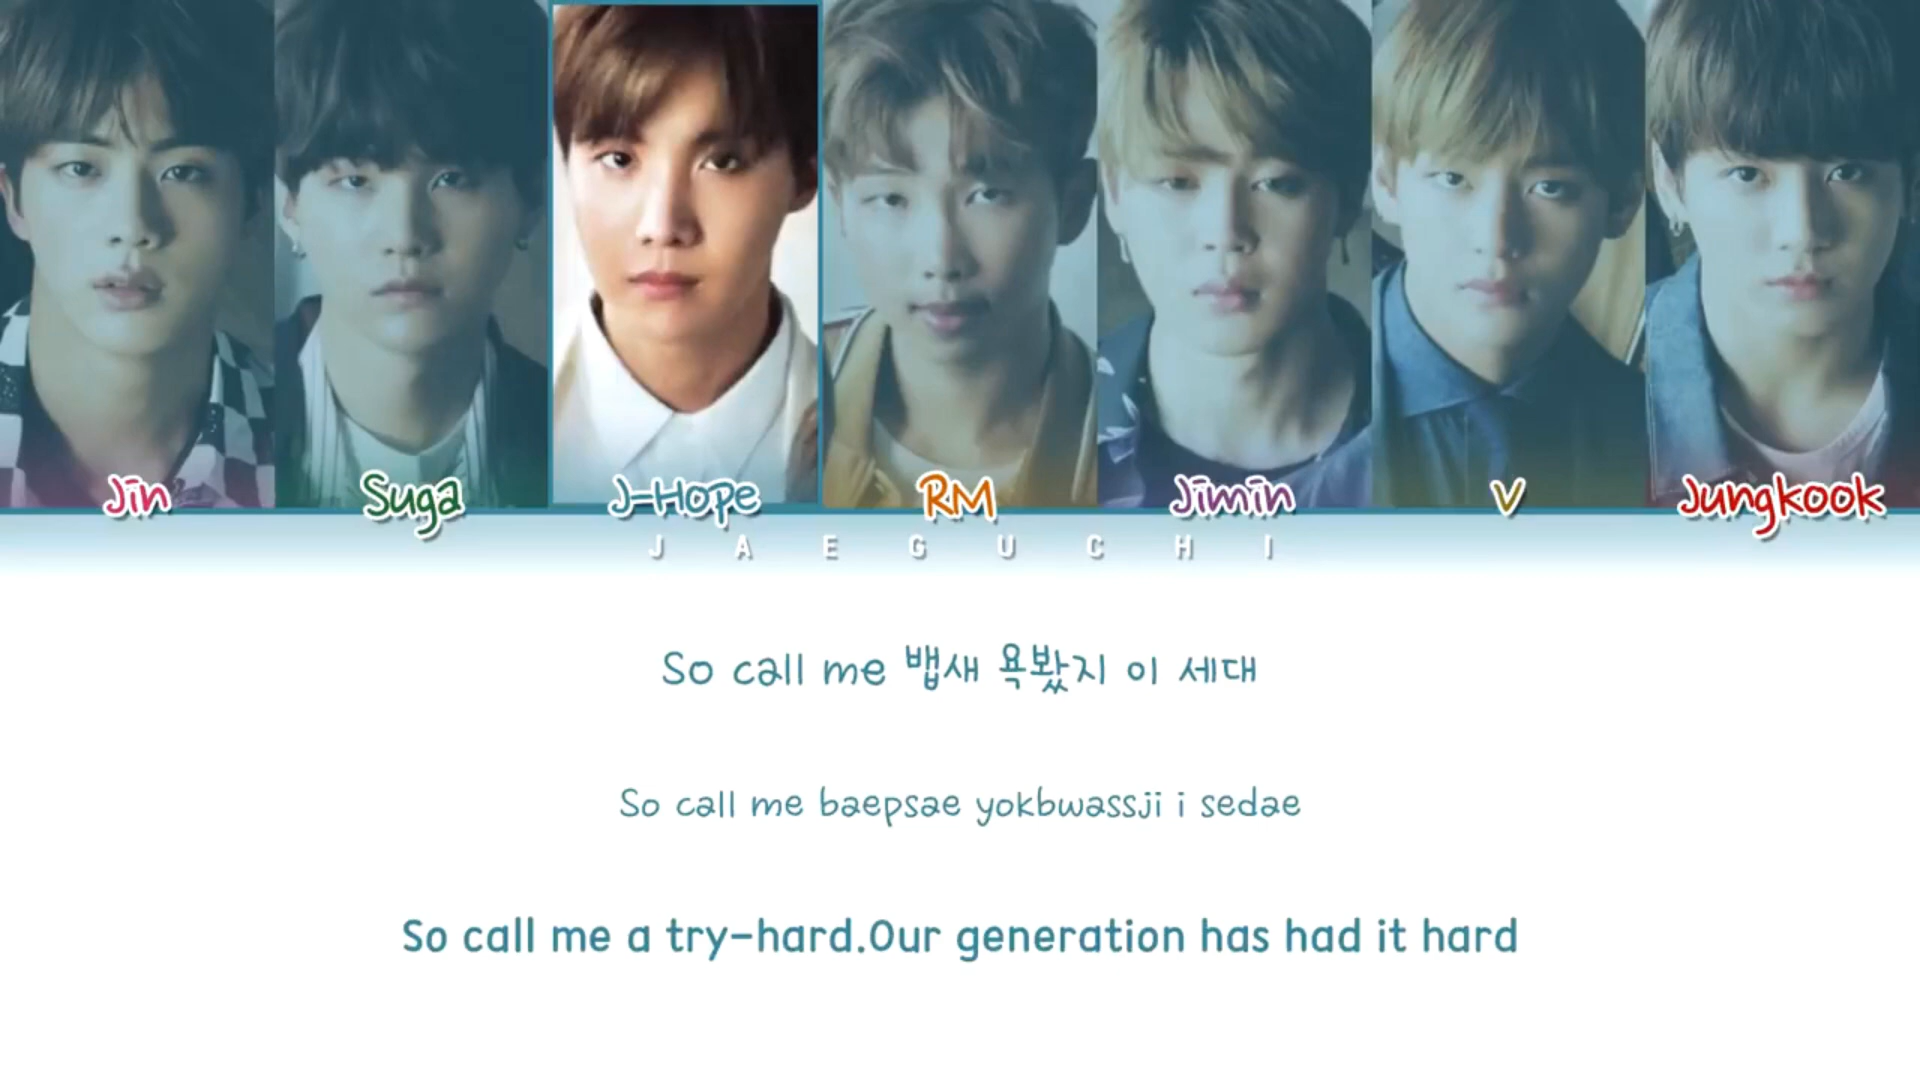 Jin Suga J-Hope RM Jimin V Jungkook
JAEGUCHI
So call me 뱁새 욕봤지 이 세대
So call me baepsae yokbwassji i sedae
So call me a try-hard.Our generation has had it hard